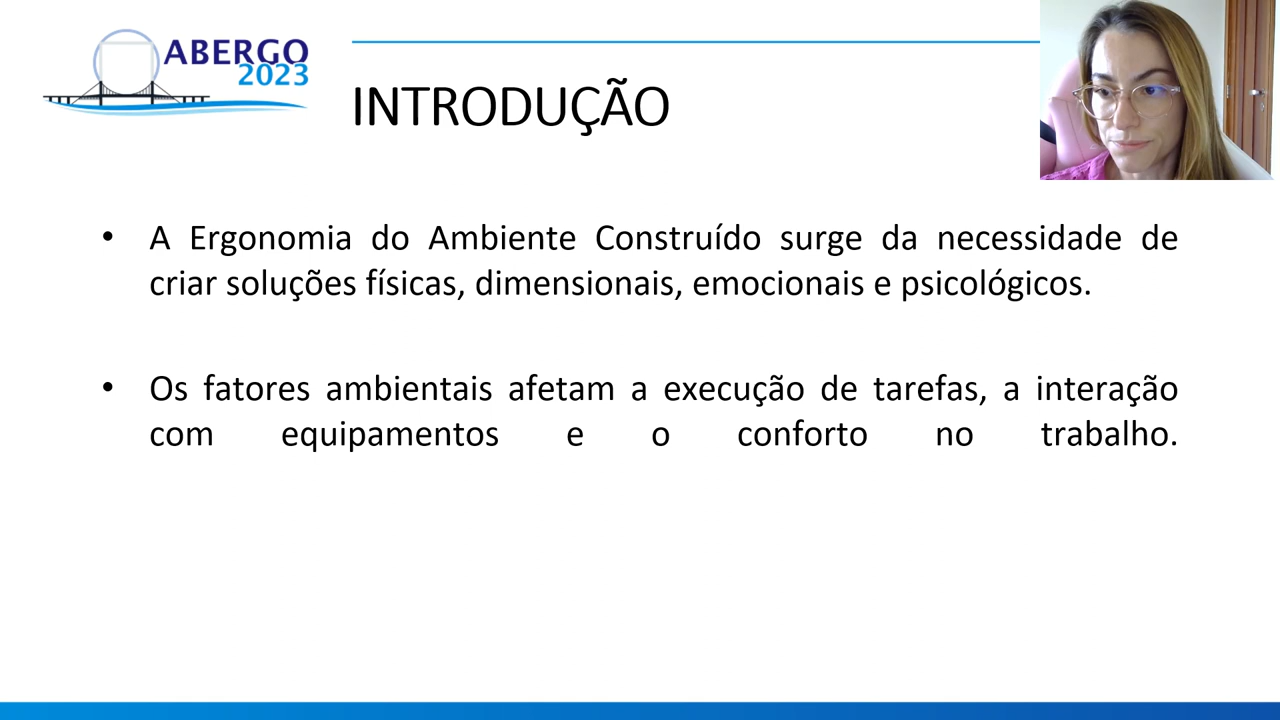 ABERGO
2023
INTRODUÇÃO
• A Ergonomia do Ambiente Construído surge da necessidade de
criar soluções físicas, dimensionais, emocionais e psicológicos.
• Os fatores ambientais afetam a execução de tarefas, a interação
com equipamentos e o conforto no trabalho.